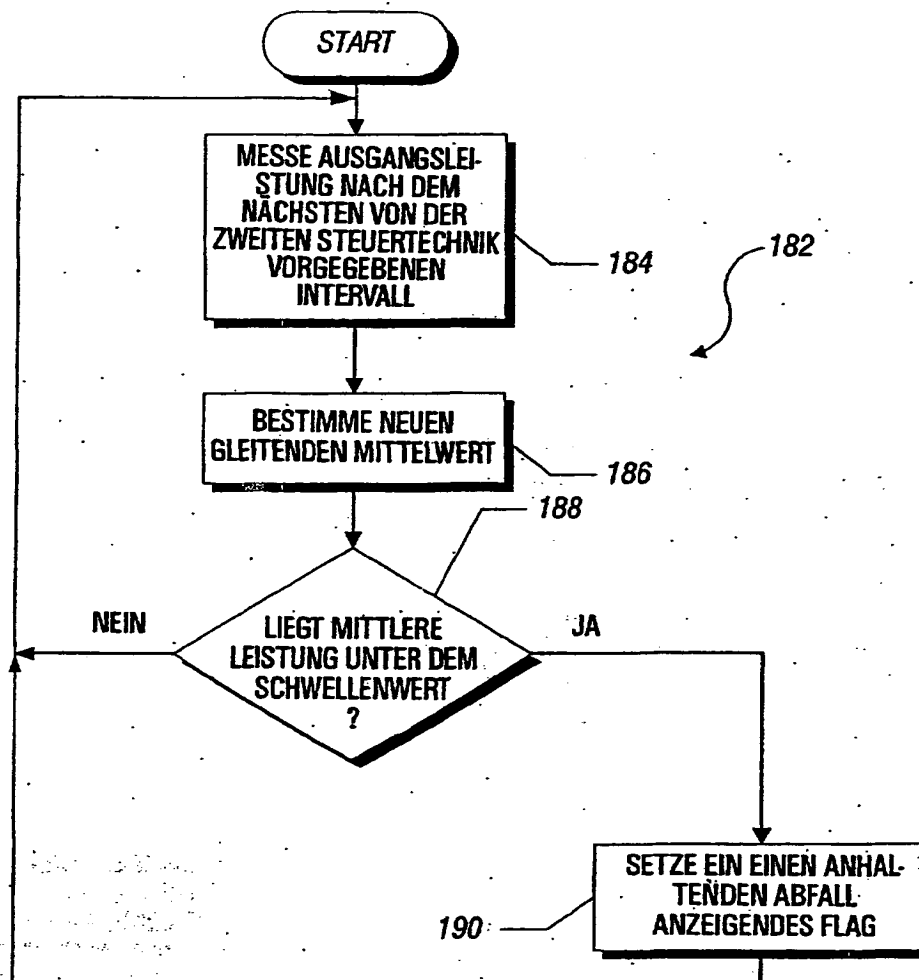 START
MESSE AUSGANGSLEI-
STUNG NACH DEM
NÄCHSTEN VON DER
ZWEITEN STEUERTECHNIK
VORGEGEBENEN
INTERVALL
184
182
BESTIMME NEUEN
GLEITENDEN MITTELWERT
186
188
NEIN
LIEGT MITTLERE
LEISTUNG UNTER DEM
SCHWELLENWERT
?
JA
SETZE EIN EINEN ANHAL-
TENDEN ABFALL
ANZEIGENDES FLAG
190